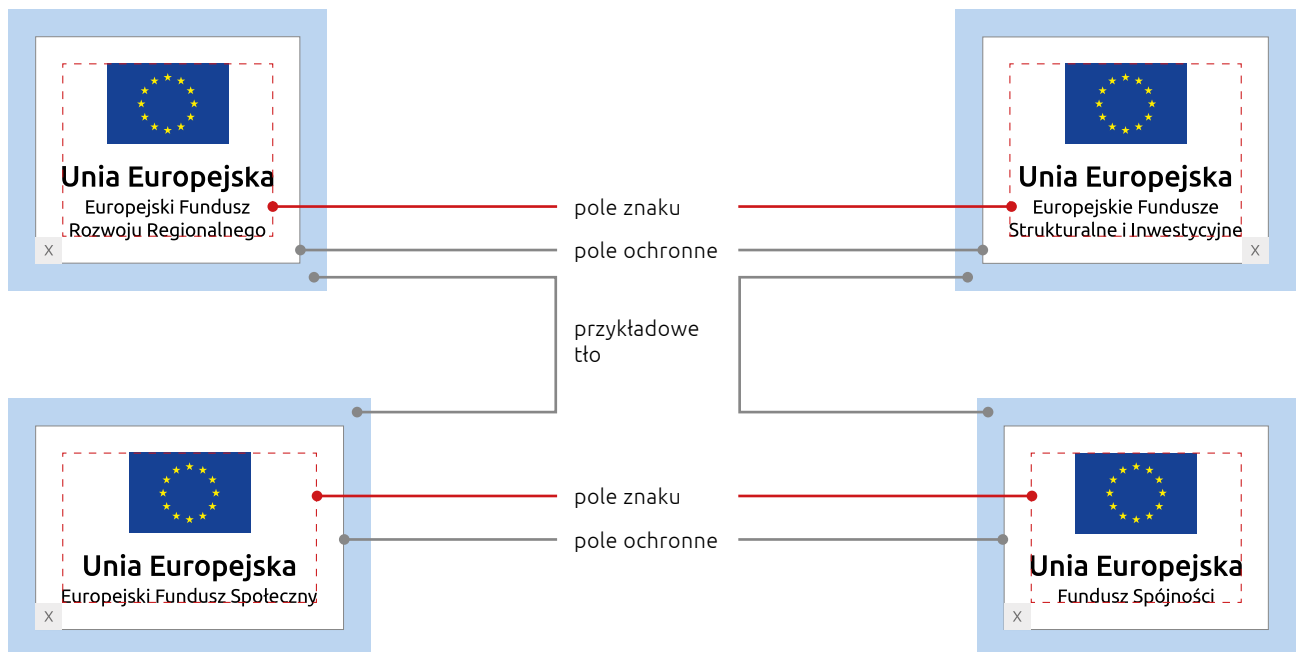 Unia Europejska
Europejski Fundusz
Rozwoju Regionalnego
X
pole znaku
pole ochronne
przykładowe
tło
Unia Europejska
Europejskie Fundusze
Strukturalne i Inwestycyjne
X
Unia Europejska
Europejski Fundusz Społeczny
X
pole znaku
pole ochronne
Unia Europejska
Fundusz Spójności
X